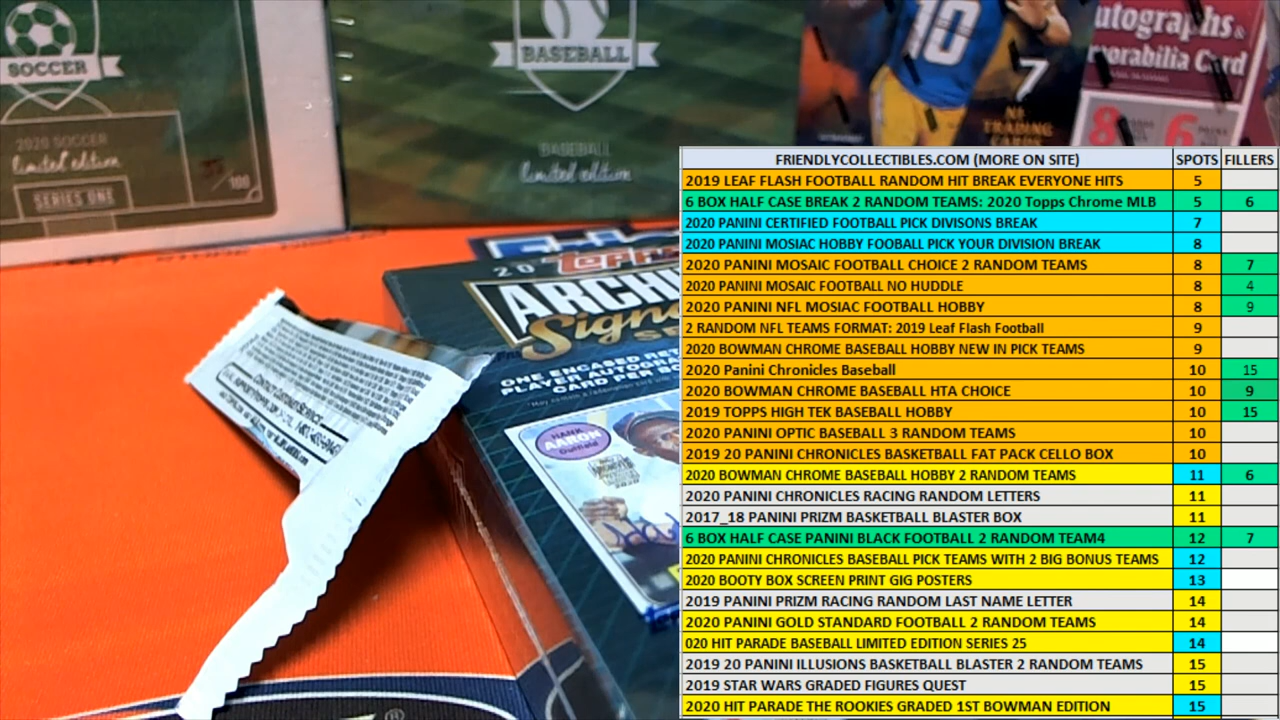 SOCCER
2020 SOCCER
limited edition
/100
SERIES ONE
BASEBALL
BASEBALL
limited edition
10
7
TRADING
CARDS
utographs &
morabilia Card
8
6
20
topps
ARCH
Signa
SE
ONE ENCASED RET
PLAYER AUTOGRA
CARD PER BO
HANK
AARON
Outfield
®
FRIENDLYCOLLECTIBLES.COM (MORE ON SITE) SPOTS FILLERS
2019 LEAF FLASH FOOTBALL RANDOM HIT BREAK EVERYONE HITS 5
6 BOX HALF CASE BREAK 2 RANDOM TEAMS: 2020 Topps Chrome MLB 5 6
2020 PANINI CERTIFIED FOOTBALL PICK DIVISONS BREAK 7
2020 PANINI MOSIAC HOBBY FOOBALL PICK YOUR DIVISION BREAK 8
2020 PANINI MOSAIC FOOTBALL CHOICE 2 RANDOM TEAMS 8 7
2020 PANINI MOSAIC FOOTBALL NO HUDDLE 8 4
2020 PANINI NFL MOSIAC FOOTBALL HOBBY 8 9
2 RANDOM NFL TEAMS FORMAT: 2019 Leaf Flash Football 9
2020 BOWMAN CHROME BASEBALL HOBBY NEW IN PICK TEAMS 9
2020 Panini Chronicles Baseball 10 15
2020 BOWMAN CHROME BASEBALL HTA CHOICE 10 9
2019 TOPPS HIGH TEK BASEBALL HOBBY 10 15
2020 PANINI OPTIC BASEBALL 3 RANDOM TEAMS 10
2019 20 PANINI CHRONICLES BASKETBALL FAT PACK CELLO BOX 10
2020 BOWMAN CHROME BASEBALL HOBBY 2 RANDOM TEAMS 11 6
2020 PANINI CHRONICLES RACING RANDOM LETTERS 11
2017_18 PANINI PRIZM BASKETBALL BLASTER BOX 11
6 BOX HALF CASE PANINI BLACK FOOTBALL 2 RANDOM TEAM4 12 7
2020 PANINI CHRONICLES BASEBALL PICK TEAMS WITH 2 BIG BONUS TEAMS 12
2020 BOOTY BOX SCREEN PRINT GIG POSTERS 13
2019 PANINI PRIZM RACING RANDOM LAST NAME LETTER 14
2020 PANINI GOLD STANDARD FOOTBALL 2 RANDOM TEAMS 14
020 HIT PARADE BASEBALL LIMITED EDITION SERIES 25 14
2019 20 PANINI ILLUSIONS BASKETBALL BLASTER 2 RANDOM TEAMS 15
2019 STAR WARS GRADED FIGURES QUEST 15
2020 HIT PARADE THE ROOKIES GRADED 1ST BOWMAN EDITION 15